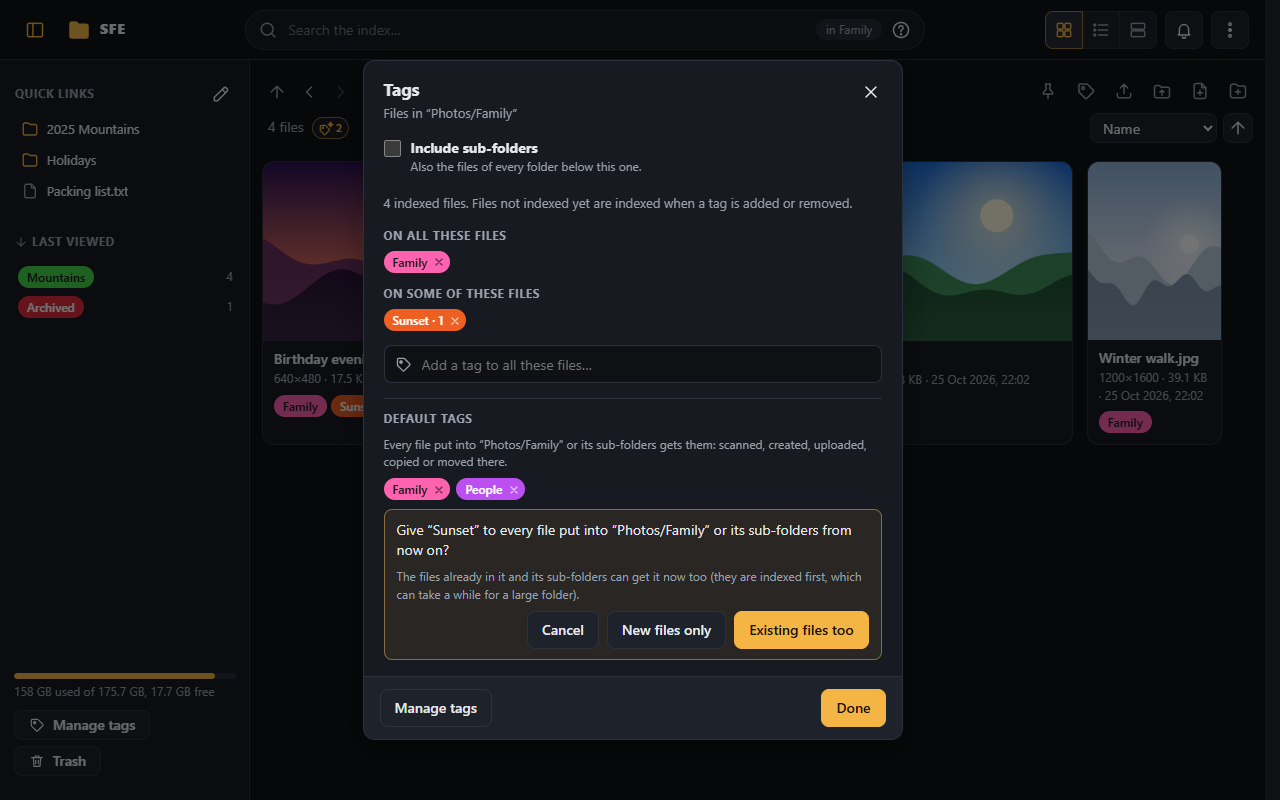 SFE
Search the index...
in Family
QUICK LINKS
2025 Mountains
Holidays
Packing list.txt
LAST VIEWED
Mountains 4
Archived 1
158 GB used of 175.7 GB, 17.7 GB free
Manage tags
Trash
4 files
2
Name
Birthday even
640×480 · 17.5 K
Family Sun
KB · 25 Oct 2026, 22:02
Winter walk.jpg
1200×1600 · 39.1 KB
· 25 Oct 2026, 22:02
Family
Tags
Files in “Photos/Family”
Include sub-folders
Also the files of every folder below this one.
4 indexed files. Files not indexed yet are indexed when a tag is added or removed.
ON ALL THESE FILES
Family
ON SOME OF THESE FILES
Sunset · 1
Add a tag to all these files...
DEFAULT TAGS
Every file put into “Photos/Family” or its sub-folders gets them: scanned, created, uploaded,
copied or moved there.
Family People
Give “Sunset” to every file put into “Photos/Family” or its sub-folders from
now on?
The files already in it and its sub-folders can get it now too (they are indexed first, which
can take a while for a large folder).
Cancel New files only Existing files too
Manage tags Done